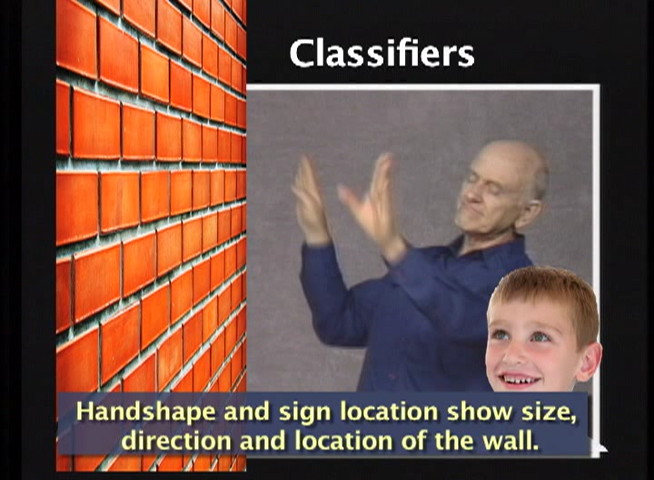 Classifiers
Handshape and sign location show size,
direction and location of the wall.